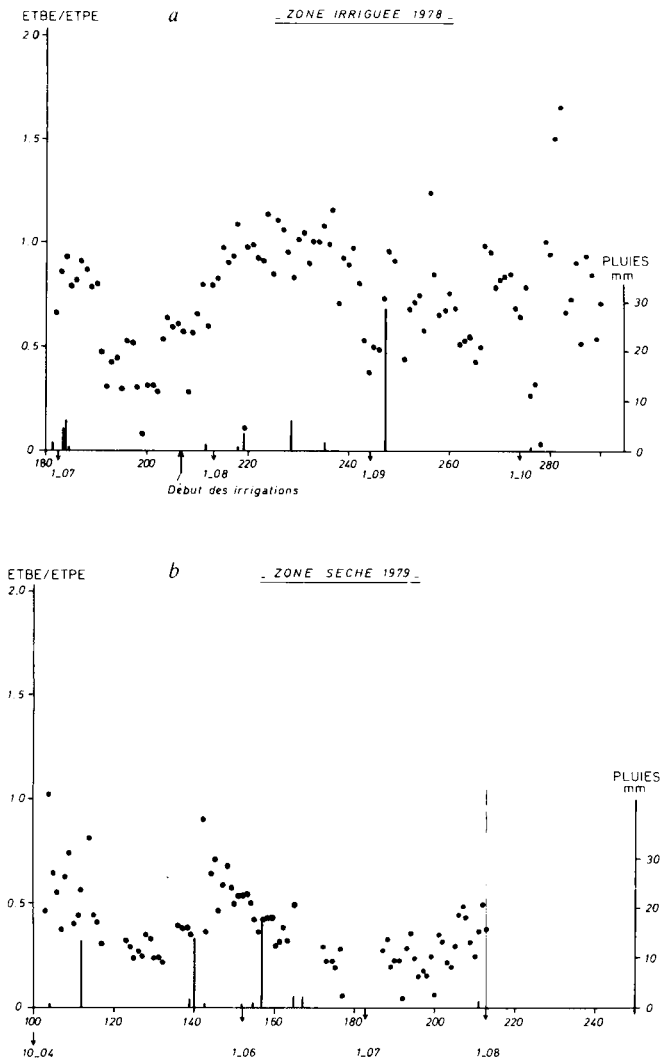 ETBE/ETPE a _ ZONE IRRIGUEE 1978 _
2.0
1.5
1.0
PLUIES
mm
30
0.5
20
10
0
0
180 200 220 240 260 280
1_07 1_08 1_09 1_10
Début des irrigations
ETBE/ETPE b _ ZONE SECHE 1979 _
2.0
1.5
1.0
PLUIES
mm
30
0.5
20
10
0
0
100 120 140 160 180 200 220 240
10_04 1_06 1_07 1_08